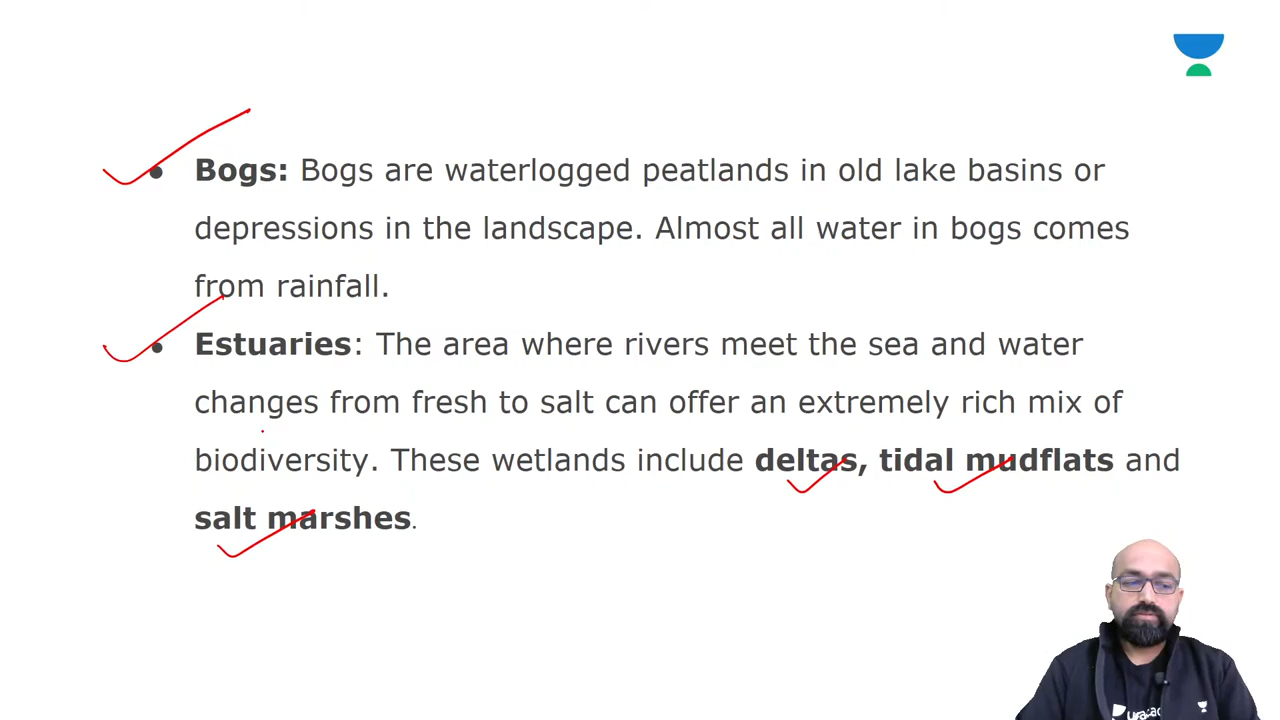 ● Bogs: Bogs are waterlogged peatlands in old lake basins or
depressions in the landscape. Almost all water in bogs comes
from rainfall.
● Estuaries: The area where rivers meet the sea and water
changes from fresh to salt can offer an extremely rich mix of
biodiversity. These wetlands include deltas, tidal mudflats and
salt marshes.